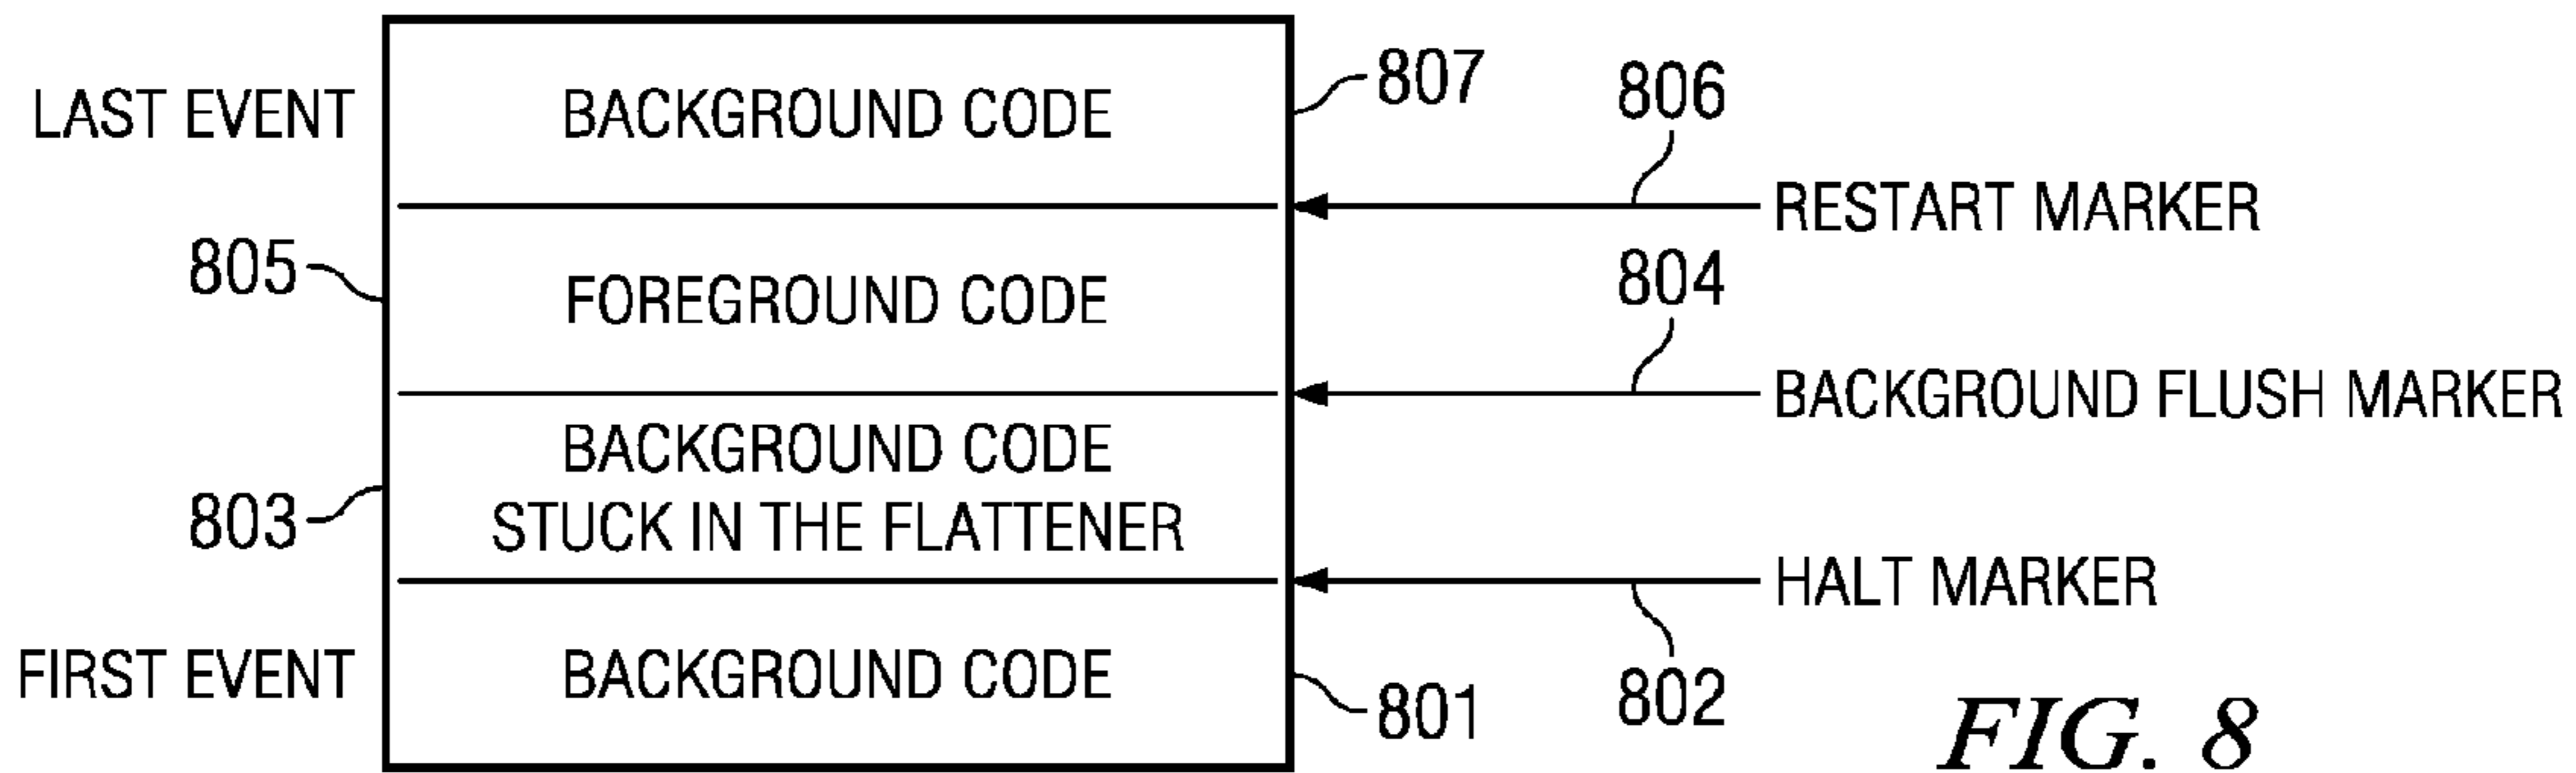 807
806
LAST EVENT
BACKGROUND CODE
RESTART MARKER
805
804
FOREGROUND CODE
BACKGROUND FLUSH MARKER
BACKGROUND CODE
STUCK IN THE FLATTENER
803
HALT MARKER
FIRST EVENT
BACKGROUND CODE
801
802
FIG. 8